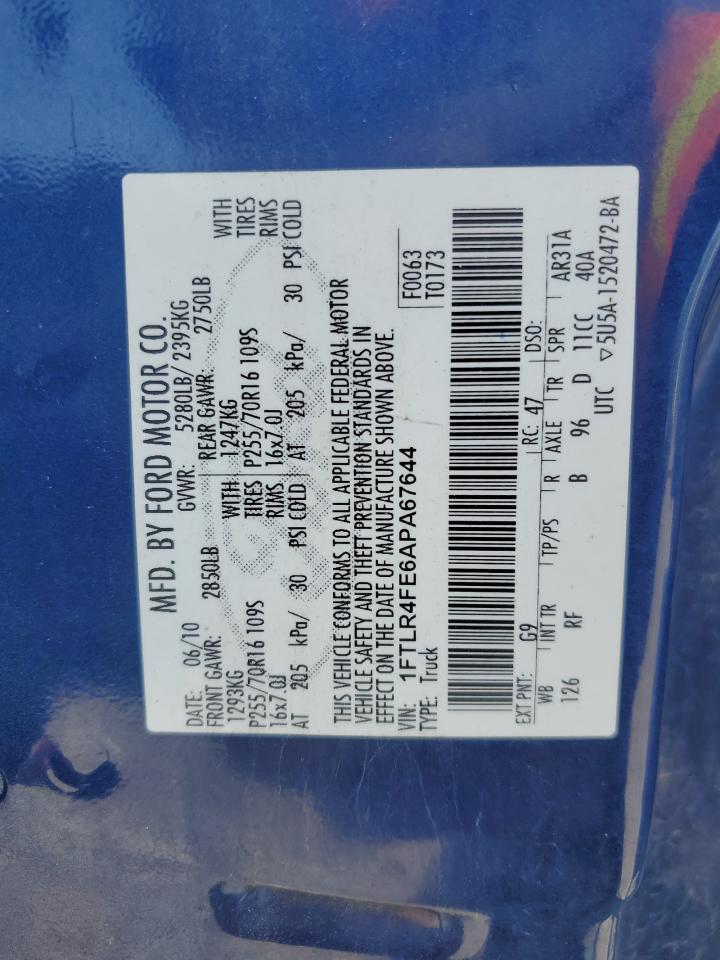 MFD. BY FORD MOTOR CO.
DATE: 06/10 GVWR: 5280LB/ 2395KG
FRONT GAWR: 2850LB REAR GAWR: 2750LB
1293KG WITH 1247KG WITH
P255/70R16 109S TIRES P255/70R16 109S TIRES
16x7.0J RIMS 16x7.0J RIMS
AT 205 kPa/ 30 PSI COLD AT 205 kPa/ 30 PSI COLD
THIS VEHICLE CONFORMS TO ALL APPLICABLE FEDERAL MOTOR
VEHICLE SAFETY AND THEFT PREVENTION STANDARDS IN
EFFECT ON THE DATE OF MANUFACTURE SHOWN ABOVE.
VIN: 1FTLR4FE6APA67644 F0063
TYPE: Truck T0173
EXT PNT: G9 RC: 47 DSO:
WB INT TR TP/PS R AXLE TR SPR AR31A
126 RF B 96 D 11CC 40A
UTC ▽5U5A-1520472-BA